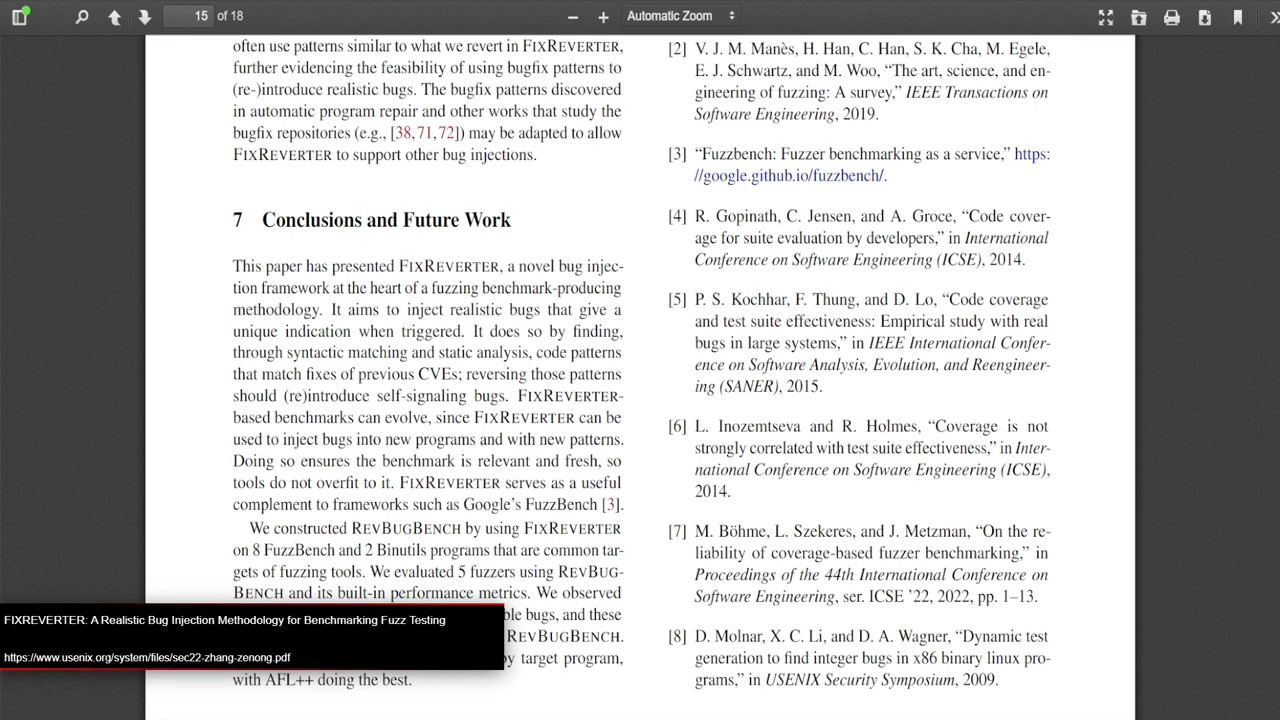 15 of 18
Automatic Zoom
often use patterns similar to what we revert in FIXREVERTER,
further evidencing the feasibility of using bugfix patterns to
(re-)introduce realistic bugs. The bugfix patterns discovered
in automatic program repair and other works that study the
bugfix repositories (e.g., [38,71,72]) may be adapted to allow
FIXREVERTER to support other bug injections.
7 Conclusions and Future Work
This paper has presented FIXREVERTER, a novel bug injec-
tion framework at the heart of a fuzzing benchmark-producing
methodology. It aims to inject realistic bugs that give a
unique indication when triggered. It does so by finding,
through syntactic matching and static analysis, code patterns
that match fixes of previous CVEs; reversing those patterns
should (re)introduce self-signaling bugs. FIXREVERTER-
based benchmarks can evolve, since FIXREVERTER can be
used to inject bugs into new programs and with new patterns.
Doing so ensures the benchmark is relevant and fresh, so
tools do not overfit to it. FIXREVERTER serves as a useful
complement to frameworks such as Google's FuzzBench [3].
We constructed REVBUGBENCH by using FIXREVERTER
on 8 FuzzBench and 2 Binutils programs that are common tar-
gets of fuzzing tools. We evaluated 5 fuzzers using REVBUG-
BENCH and its built-in performance metrics. We observed
ble bugs, and these
REVBUGBENCH.
by target program,
with AFL++ doing the best.
[2] V. J. M. Manès, H. Han, C. Han, S. K. Cha, M. Egele,
E. J. Schwartz, and M. Woo, “The art, science, and en-
gineering of fuzzing: A survey,” IEEE Transactions on
Software Engineering, 2019.
[3] “Fuzzbench: Fuzzer benchmarking as a service,” https:
//google.github.io/fuzzbench/.
[4] R. Gopinath, C. Jensen, and A. Groce, “Code cover-
age for suite evaluation by developers,” in International
Conference on Software Engineering (ICSE), 2014.
[5] P. S. Kochhar, F. Thung, and D. Lo, “Code coverage
and test suite effectiveness: Empirical study with real
bugs in large systems,” in IEEE International Confer-
ence on Software Analysis, Evolution, and Reengineer-
ing (SANER), 2015.
[6] L. Inozemtseva and R. Holmes, “Coverage is not
strongly correlated with test suite effectiveness,” in Inter-
national Conference on Software Engineering (ICSE),
2014.
[7] M. Böhme, L. Szekeres, and J. Metzman, “On the re-
liability of coverage-based fuzzer benchmarking,” in
Proceedings of the 44th International Conference on
Software Engineering, ser. ICSE ’22, 2022, pp. 1–13.
[8] D. Molnar, X. C. Li, and D. A. Wagner, “Dynamic test
generation to find integer bugs in x86 binary linux pro-
grams,” in USENIX Security Symposium, 2009.
FIXREVERTER: A Realistic Bug Injection Methodology for Benchmarking Fuzz Testing
https://www.usenix.org/system/files/sec22-zhang-zenong.pdf